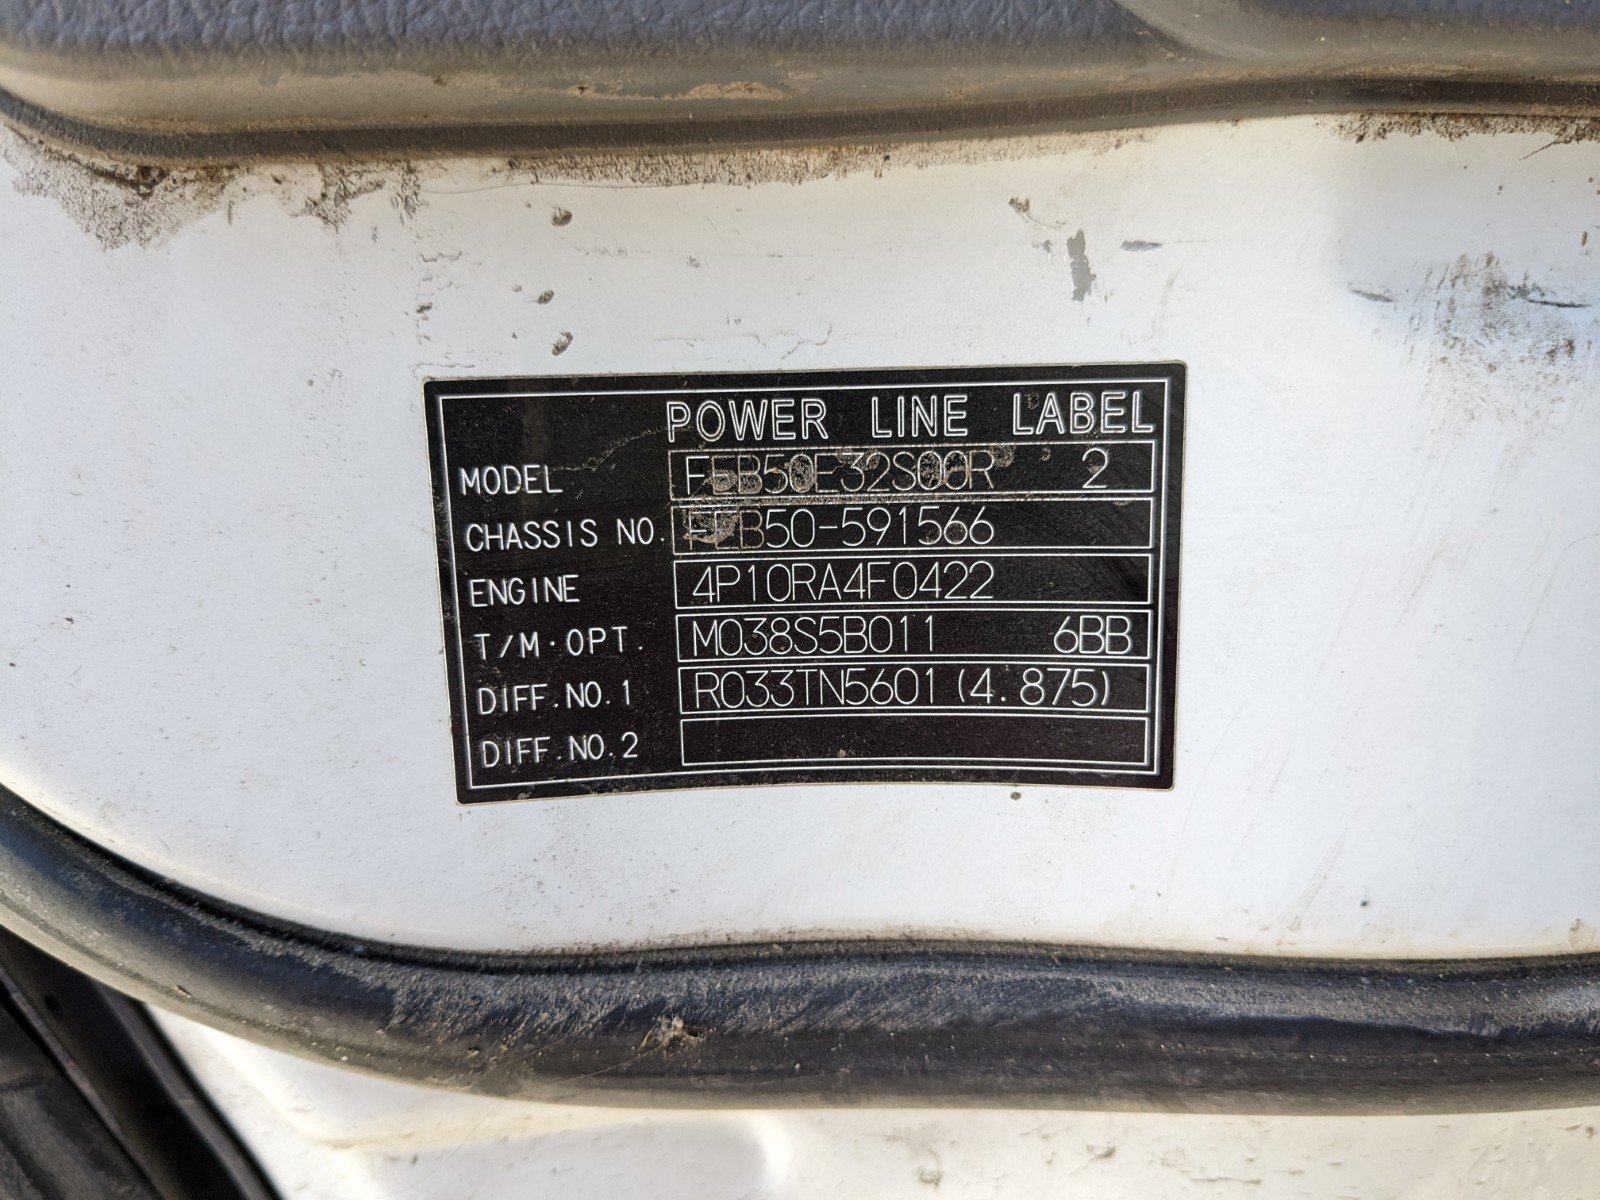 POWER LINE LABEL
MODEL FEB50E32S00R 2
CHASSIS NO. FEB50-591566
ENGINE 4P10RA4F0422
T/M·OPT. M038S5B011 6BB
DIFF.NO.1 R033TN5601(4.875)
DIFF.NO.2